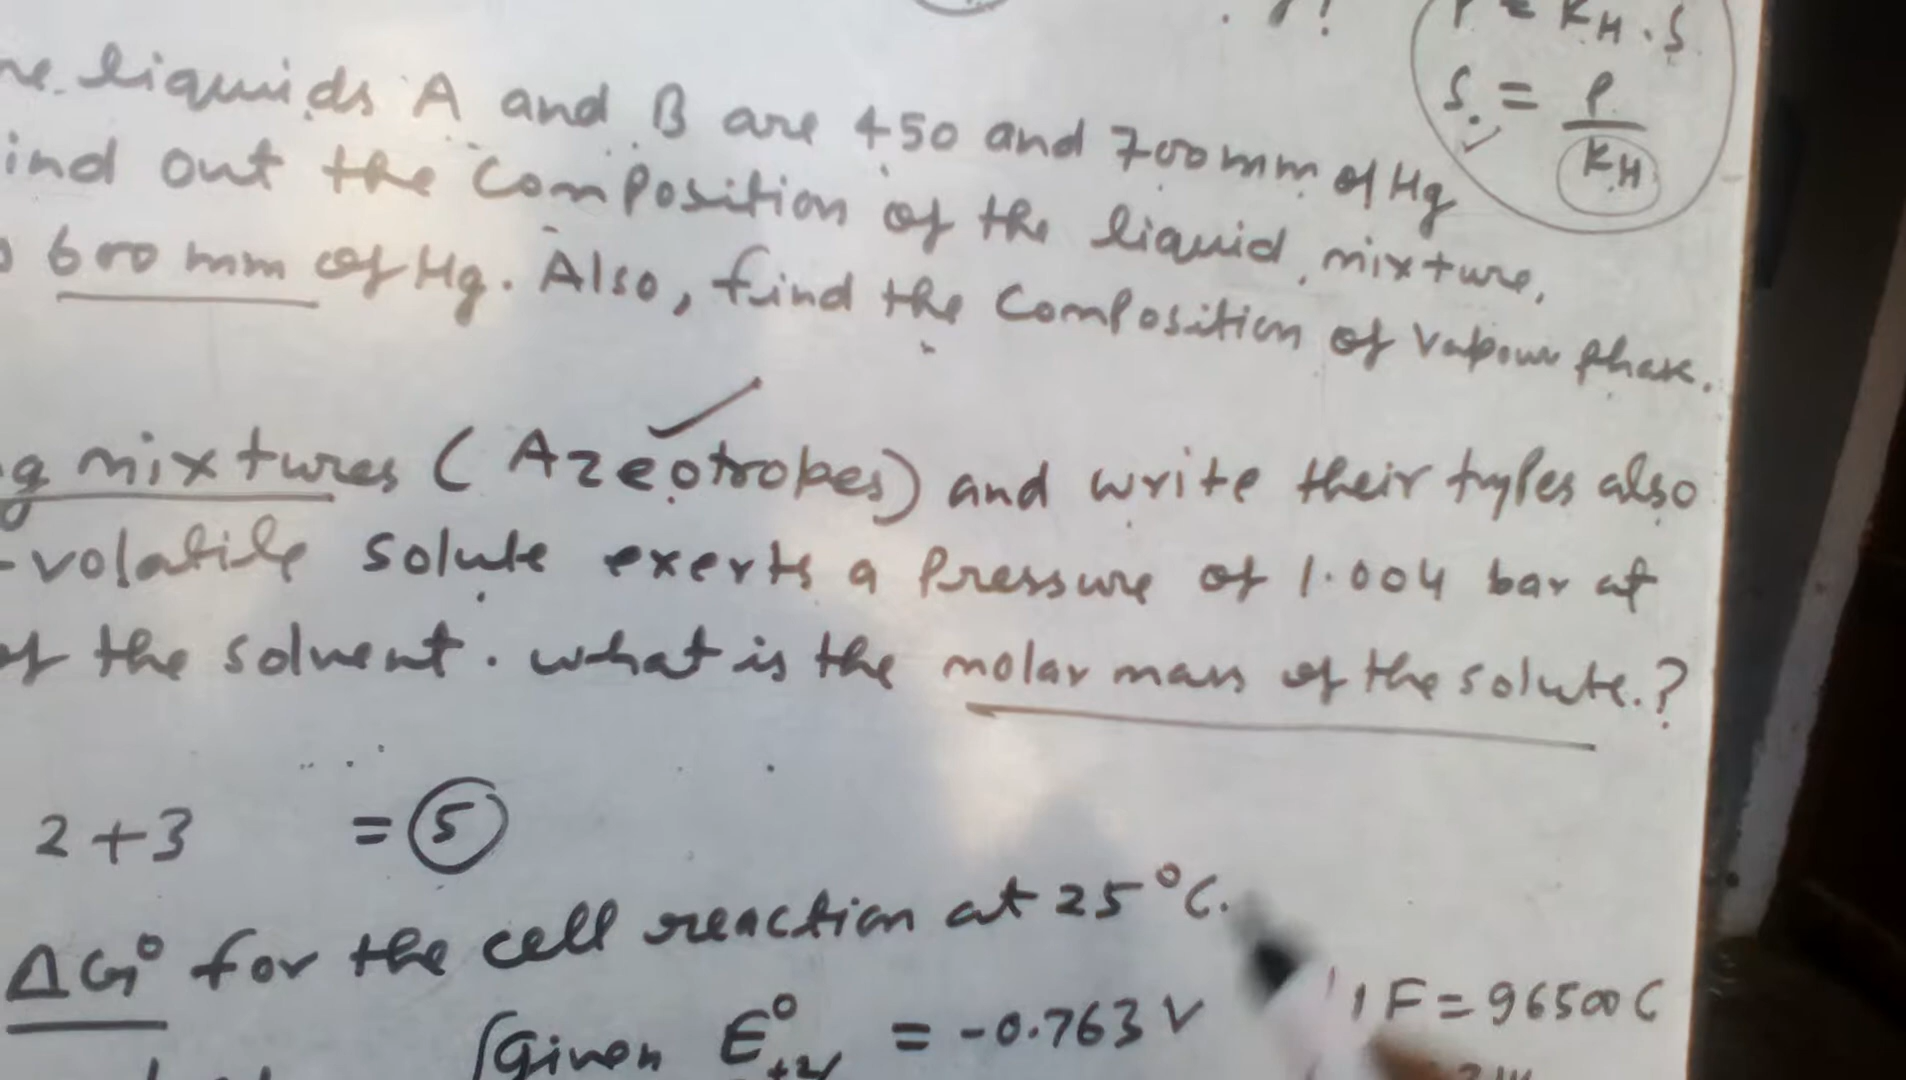 P = KH . S
S. = P / KH
liquids A and B are 450 and 700 mm of Hg
ind out the composition of the liquid mixture,
600 mm of Hg. Also, find the composition of vapour phase.
g mixtures ( Azeotropes) and write their types also
-volatile solute exerts a Pressure of 1.004 bar at
of the solvent. what is the molar mass of the solute.?
2+3 = 5
ΔG° for the cell reaction at 25°C.
1 F = 96500 C
[Given E° = -0.763 V